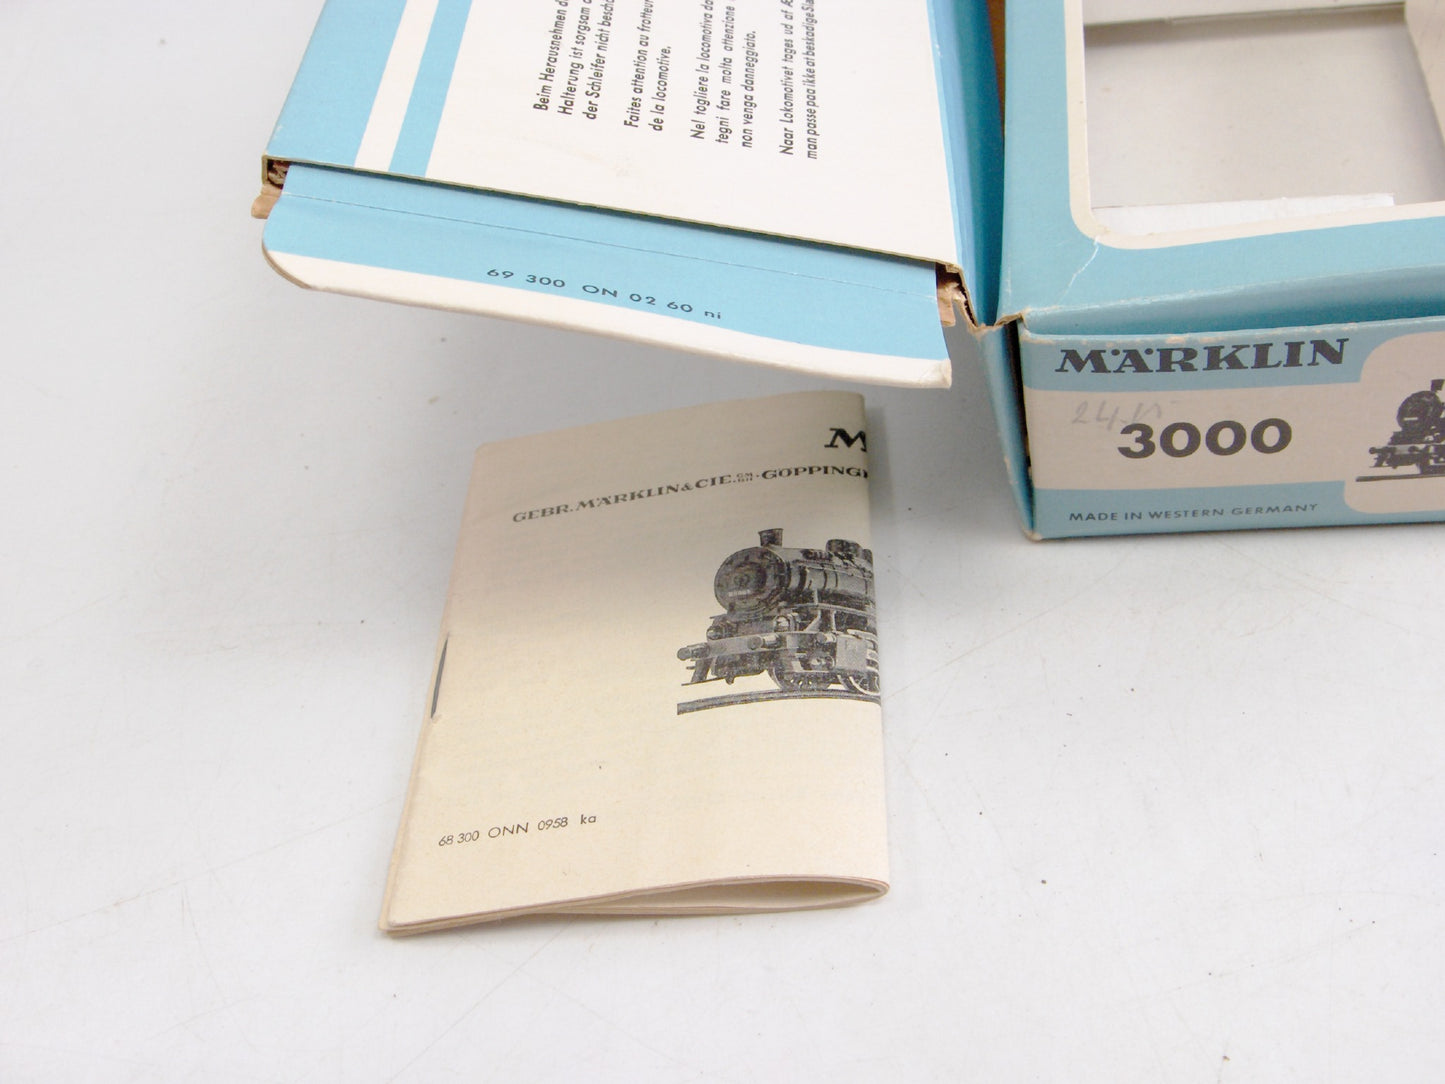 Beim Herausnehmen
Halterung ist sorgsam
der Schleifer nicht
Faites attention au
de la locomotive.
Nel togliere la locomotiva
tegni fare molta attenzione
non venga danneggiato.
Naar Lokomotivet tages ud af
man passe paa ikke at beskadige
69 300 ON 02 60 ni
MÄRKLIN
24.
3000
MADE IN WESTERN GERMANY
M
GEBR. MÄRKLIN & CIE. GM. BH. GÖPPING
68 300 ONN 0958 ka